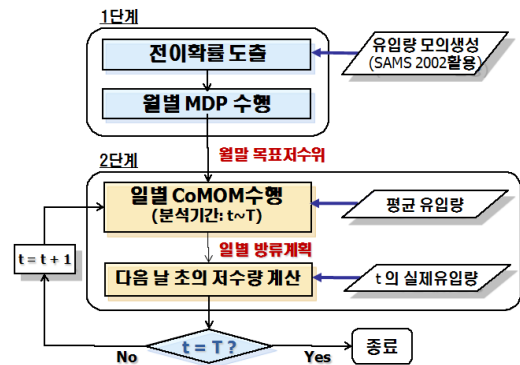 1단계
전이확률 도출
유입량 모의생성
(SAMS 2002활용)
월별 MDP 수행
월말 목표저수위
2단계
일별 CoMOM수행
(분석기간: t~T)
평균 유입량
일별 방류계획
t = t + 1
다음 날 초의 저수량 계산
t 의 실제유입량
t = T ?
No
Yes
종료